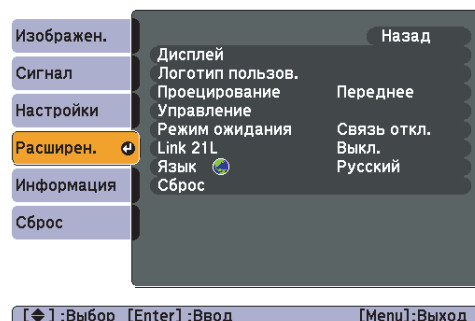 Изображен.
Сигнал
Настройки
Расширен.
Информация
Сброс
Назад
Дисплей
Логотип пользов.
Проецирование Переднее
Управление
Режим ожидания Связь откл.
Link 21L Выкл.
Язык Русский
Сброс
[◆] :Выбор [Enter] :Ввод [Menu]:Выход